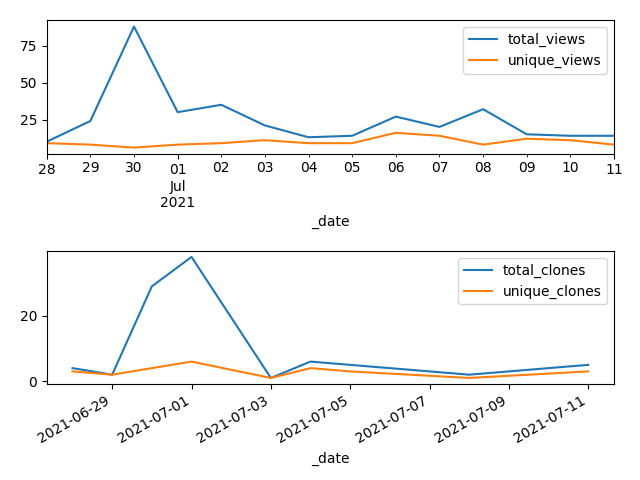 75
50
25
total_views
unique_views
28 29 30 01 02 03 04 05 06 07 08 09 10 11
Jul
2021
_date
20
0
total_clones
unique_clones
2021-06-29 2021-07-01 2021-07-03 2021-07-05 2021-07-07 2021-07-09 2021-07-11
_date